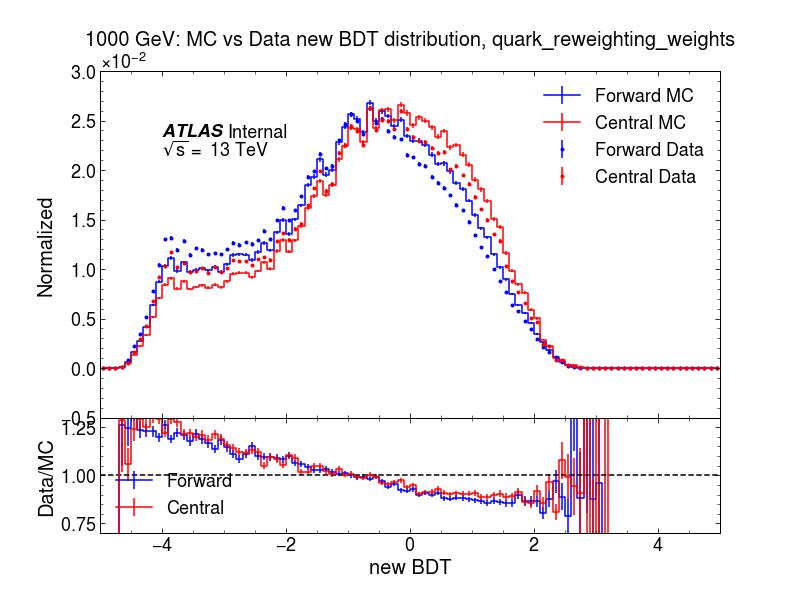 1000 GeV: MC vs Data new BDT distribution, quark_reweighting_weights
×10⁻²
3.0
2.5
2.0
1.5
1.0
0.5
0.0
0.5
Normalized
ATLAS Internal
√s = 13 TeV
Forward MC
Central MC
Forward Data
Central Data
1.25
1.00
0.75
Data/MC
Forward
Central
−4 −2 0 2 4
new BDT